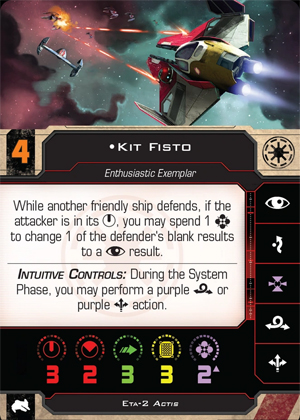 4
• Kit Fisto
Enthusiastic Exemplar
While another friendly ship defends, if the
attacker is in its , you may spend 1
to change 1 of the defender's blank results
to a result.
Intuitive Controls: During the System
Phase, you may perform a purple or
purple action.
3 2 3 3 2
Eta-2 Actis